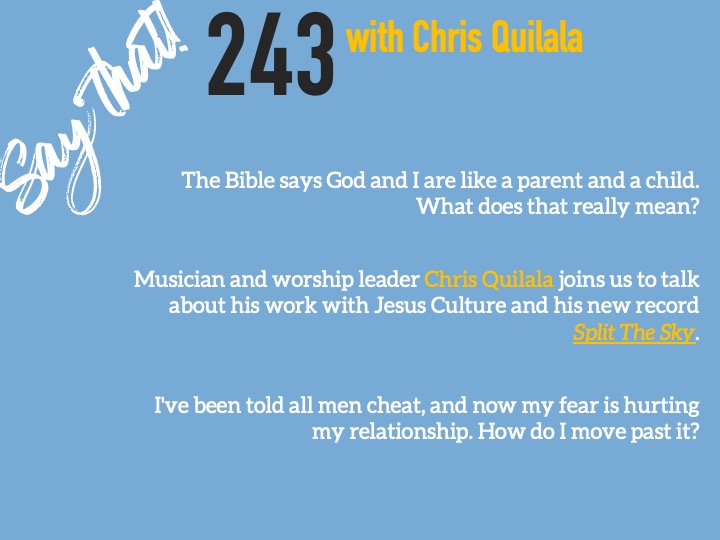 Say that!
243
with Chris Quilala
The Bible says God and I are like a parent and a child.
What does that really mean?
Musician and worship leader Chris Quilala joins us to talk
about his work with Jesus Culture and his new record
Split The Sky.
I've been told all men cheat, and now my fear is hurting
my relationship. How do I move past it?